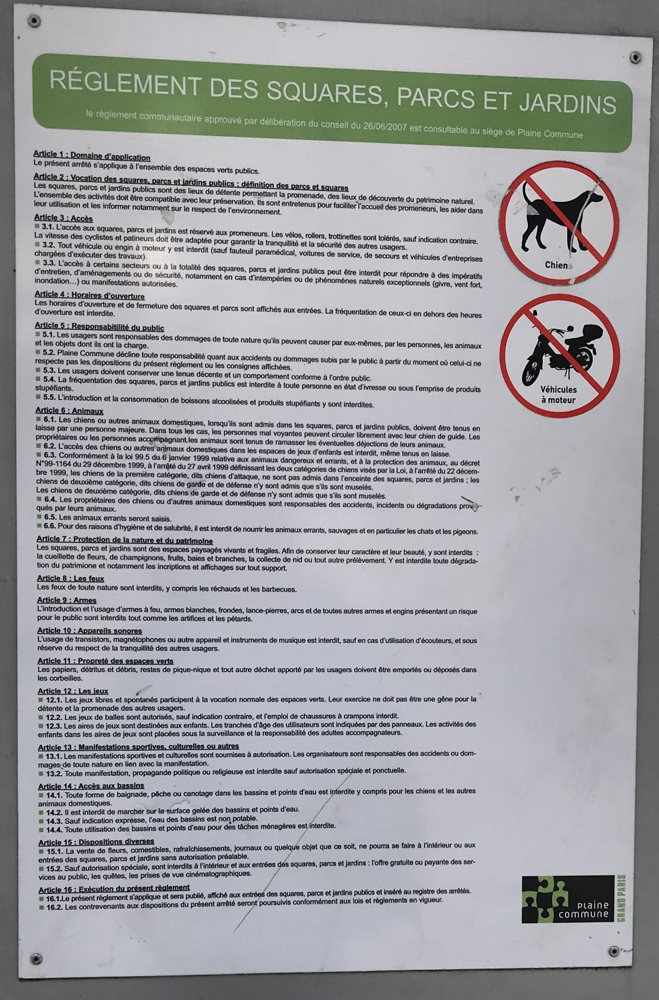 RÉGLEMENT DES SQUARES, PARCS ET JARDINS
le règlement communautaire approuvé par délibération du conseil du 26/06/2007 est consultable au siège de Plaine Commune
Article 1 : Domaine d'application
Le présent arrêté s'applique à l'ensemble des espaces verts publics.
Article 2 : Vocation des squares, parcs et jardins publics : définition des parcs et squares
Les squares, parcs et jardins publics sont des lieux de détente permettant la promenade, des lieux de découverte du patrimoine naturel.
L'ensemble des activités doit être compatible avec leur préservation. Ils sont entretenus pour faciliter l'accueil des promeneurs, les aider dans
leur utilisation et les informer notamment sur le respect de l'environnement.
Article 3 : Accès
■ 3.1. L'accès aux squares, parcs et jardins est réservé aux promeneurs. Les vélos, rollers, trottinettes sont tolérés, sauf indication contraire.
La vitesse des cyclistes et patineurs doit être adaptée pour garantir la tranquillité et la sécurité des autres usagers.
■ 3.2. Tout véhicule ou engin à moteur y est interdit (sauf fauteuil paramédical, voitures de service, de secours et véhicules d'entreprises
chargées d'exécuter des travaux).
■ 3.3. L'accès à certains secteurs ou à la totalité des squares, parcs et jardins publics peut être interdit pour répondre à des impératifs
d'entretien, d'aménagements ou de sécurité, notamment en cas d'intempéries ou de phénomènes naturels exceptionnels (givre, vent fort,
inondation...) ou manifestations autorisées.
Article 4 : Horaires d'ouverture
Les horaires d'ouverture et de fermeture des squares et parcs sont affichés aux entrées. La fréquentation de ceux-ci en dehors des heures
d'ouverture est interdite.
Article 5 : Responsabitilité du public
■ 5.1. Les usagers sont responsables des dommages de toute nature qu'ils peuvent causer par eux-mêmes, par les personnes, les animaux
et les objets dont ils ont la charge.
■ 5.2. Plaine Commune décline toute responsabilité quant aux accidents ou dommages subis par le public à partir du moment où celui-ci ne
respecte pas les dispositions du présent règlement ou les consignes affichées.
■ 5.3. Les usagers doivent conserver une tenue décente et un comportement conforme à l'ordre public.
■ 5.4. La fréquentation des squares, parcs et jardins publics est interdite à toute personne en état d'ivresse ou sous l'emprise de produits
stupéfiants.
■ 5.5. L'introduction et la consommation de boissons alcoolisées et produits stupéfiants y sont interdites.
Article 6 : Animaux
■ 6.1. Les chiens ou autres animaux domestiques, lorsqu'ils sont admis dans les squares, parcs et jardins publics, doivent être tenus en
laisse par une personne majeure. Dans tous les cas, les personnes mal voyantes peuvent circuler librement avec leur chien de guide. Les
propriétaires ou les personnes accompagnant les animaux sont tenus de ramasser les éventuelles déjections de leurs animaux.
■ 6.2. L'accès des chiens ou autres animaux domestiques dans les espaces de jeux d'enfants est interdit, même tenus en laisse.
■ 6.3. Conformément à la loi 99.5 du 6 janvier 1999 relative aux animaux dangereux et errants, et à la protection des animaux, au décret
N°99-1164 du 29 décembre 1999, à l'arrêté du 27 avril 1999 définissant les deux catégories de chiens visés par la Loi, à l'arrêté du 22 décem-
bre 1999, les chiens de la première catégorie, dits chiens d'attaque, ne sont pas admis dans l'enceinte des squares, parcs et jardins ; les
chiens de deuxième catégorie, dits chiens de garde et de défense n'y sont admis que s'ils sont muselés.
Les chiens de deuxième catégorie, dits chiens de garde et de défense n'y sont admis que s'ils sont muselés.
■ 6.4. Les propriétaires des chiens ou d'autres animaux domestiques sont responsables des accidents, incidents ou dégradations provo-
qués par leurs animaux.
■ 6.5. Les animaux errants seront saisis.
■ 6.6. Pour des raisons d'hygiène et de salubrité, il est interdit de nourrir les animaux errants, sauvages et en particulier les chats et les pigeons.
Article 7 : Protection de la nature et du patrimoine
Les squares, parcs et jardins sont des espaces paysagés vivants et fragiles. Afin de conserver leur caractère et leur beauté, y sont interdits :
la cueillette de fleurs, de champignons, fruits, baies et branches, la collecte de nid ou tout autre prélèvement. Y est interdite toute dégrada-
tion du patrimione et notamment les incriptions et affichages sur tout support.
Article 8 : Les feux
Les feux de toute nature sont interdits, y compris les réchauds et les barbecues.
Article 9 : Armes
L'introduction et l'usage d'armes à feu, armes blanches, frondes, lance-pierres, arcs et de toutes autres armes et engins présentant un risque
pour le public sont interdits tout comme les artifices et les pétards.
Article 10 : Appareils sonores
L'usage de transistors, magnétophones ou autre appareil et instruments de musique est interdit, sauf en cas d'utilisation d'écouteurs, et sous
réserve du respect de la tranquillité des autres usagers.
Article 11 : Propreté des espaces verts
Les papiers, détritus et débris, restes de pique-nique et tout autre déchet apporté par les usagers doivent être emportés ou déposés dans
les corbeilles.
Article 12 : Les jeux
■ 12.1. Les jeux libres et spontanés participent à la vocation normale des espaces verts. Leur exercice ne doit pas être une gêne pour la
détente et la promenade des autres usagers.
■ 12.2. Les jeux de balles sont autorisés, sauf indication contraire, et l'emploi de chaussures à crampons interdit.
■ 12.3. Les aires de jeux sont destinées aux enfants. Les tranches d'âge des utilisateurs sont indiquées par des panneaux. Les activités des
enfants dans les aires de jeux sont placées sous la surveillance et la responsabilité des adultes accompagnateurs.
Article 13 : Manifestations sportives, culturelles ou autres
■ 13.1. Les manifestations sportives et culturelles sont soumises à autorisation. Les organisateurs sont responsables des accidents ou dom-
mages de toute nature en lien avec la manifestation.
■ 13.2. Toute manifestation, propagande politique ou religieuse est interdite sauf autorisation spéciale et ponctuelle.
Article 14 : Accès aux bassins
■ 14.1. Toute forme de baignade, pêche ou canotage dans les bassins et points d'eau est interdite y compris pour les chiens et les autres
animaux domestiques.
■ 14.2. Il est interdit de marcher sur la surface gelée des bassins et points d'eau.
■ 14.3. Sauf indication expresse, l'eau des bassins est non potable.
■ 14.4. Toute utilisation des bassins et points d'eau pour des tâches ménagères est interdite.
Article 15 : Dispositions diverses
■ 15.1. La vente de fleurs, comestibles, rafraîchissements, journaux ou quelque objet que ce soit, ne pourra se faire à l'intérieur ou aux
entrées des squares, parcs et jardins sans autorisation préalable.
■ 15.2. Sauf autorisation spéciale, sont interdits à l'intérieur et aux entrées des squares, parcs et jardins : l'offre gratuite ou payante des ser-
vices au public, les quêtes, les prises de vue cinématographiques.
Article 16 : Exécution du présent règlement
■ 16.1.Le présent règlement s'applique et sera publié, affiché aux entrées des squares, parcs et jardins publics et inséré au registre des arrêtés.
■ 16.2. Les contrevenants aux dispositions du présent arrêté seront poursuivis conformément aux lois et règlements en vigueur.
Chiens
Véhicules
à moteur
PLaine
commune
GRAND PARIS